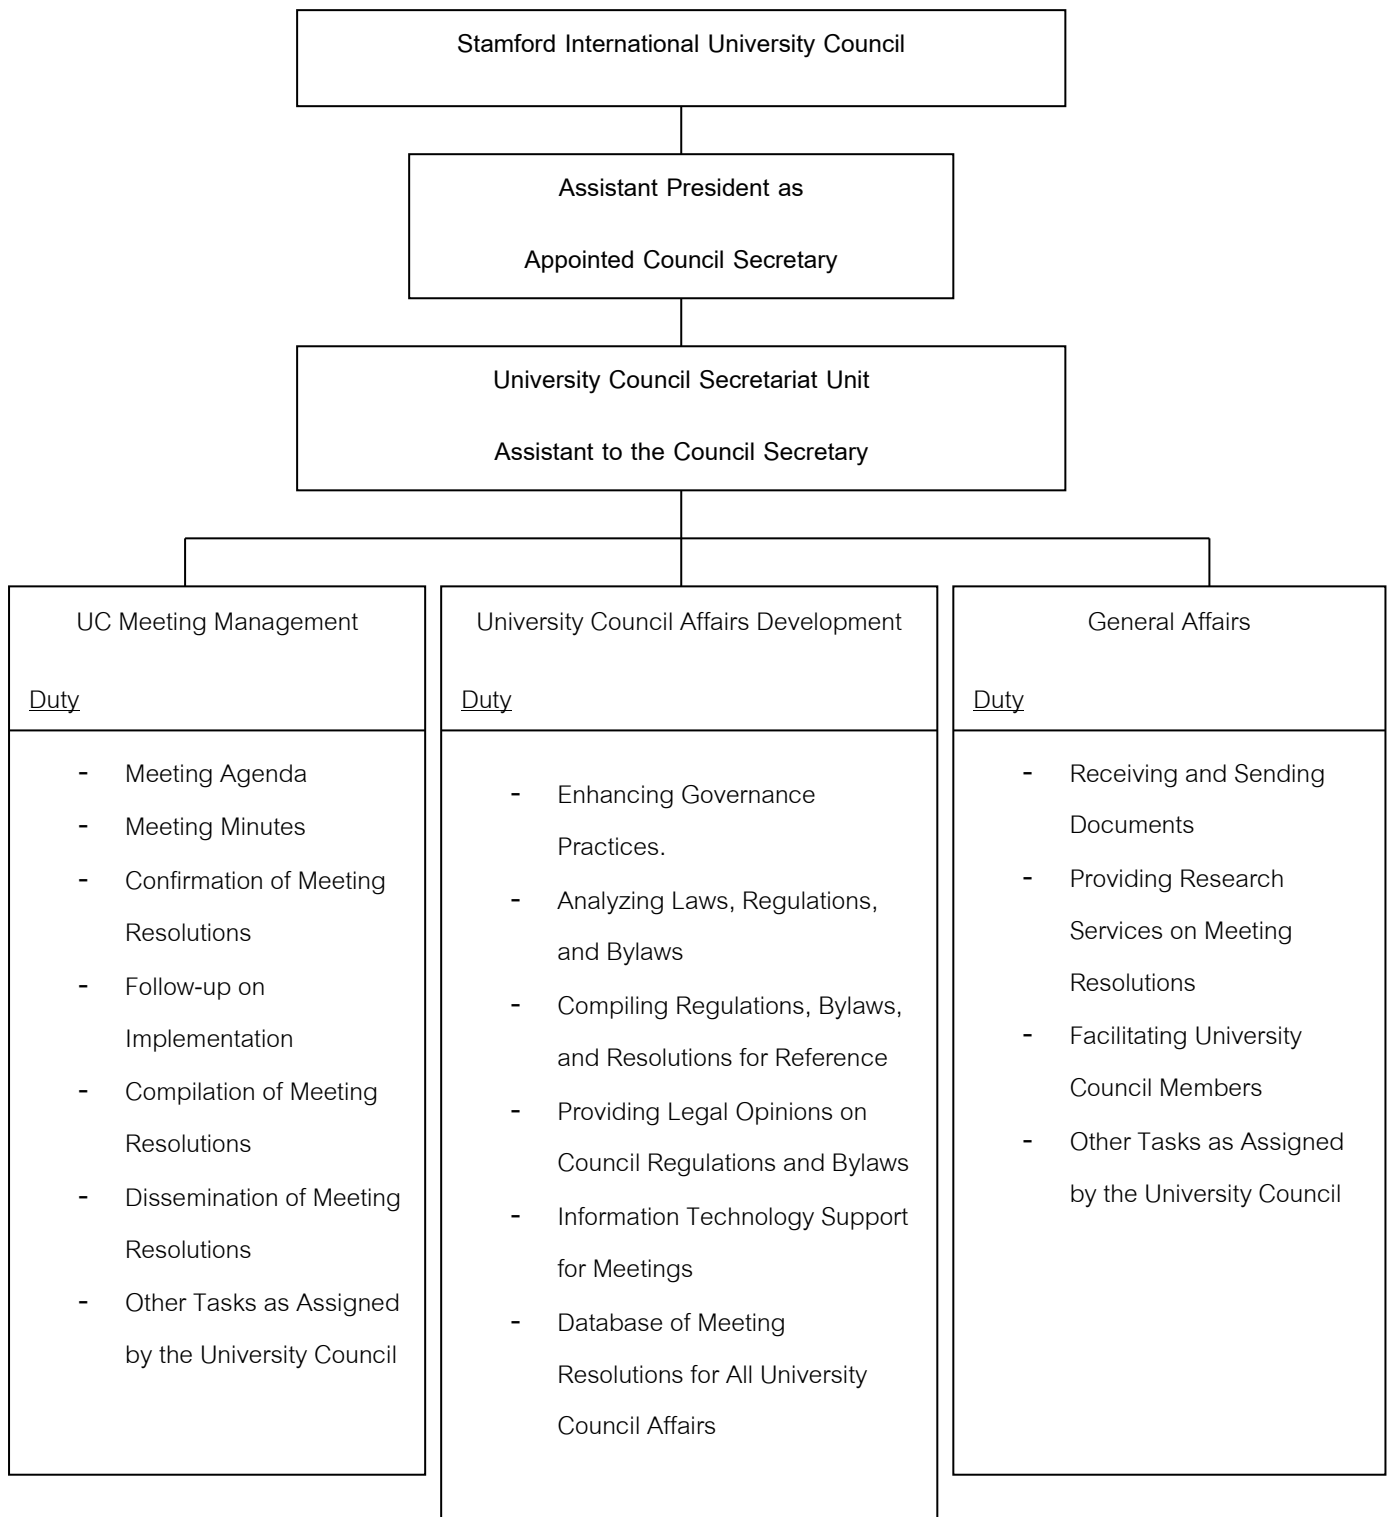 Stamford International University Council
Assistant President as
Appointed Council Secretary
University Council Secretariat Unit
Assistant to the Council Secretary
UC Meeting Management
Duty
- Meeting Agenda
- Meeting Minutes
- Confirmation of Meeting
Resolutions
- Follow-up on
Implementation
- Compilation of Meeting
Resolutions
- Dissemination of Meeting
Resolutions
- Other Tasks as Assigned
by the University Council
University Council Affairs Development
Duty
- Enhancing Governance
Practices.
- Analyzing Laws, Regulations,
and Bylaws
- Compiling Regulations, Bylaws,
and Resolutions for Reference
- Providing Legal Opinions on
Council Regulations and Bylaws
- Information Technology Support
for Meetings
- Database of Meeting
Resolutions for All University
Council Affairs
General Affairs
Duty
- Receiving and Sending
Documents
- Providing Research
Services on Meeting
Resolutions
- Facilitating University
Council Members
- Other Tasks as Assigned
by the University Council